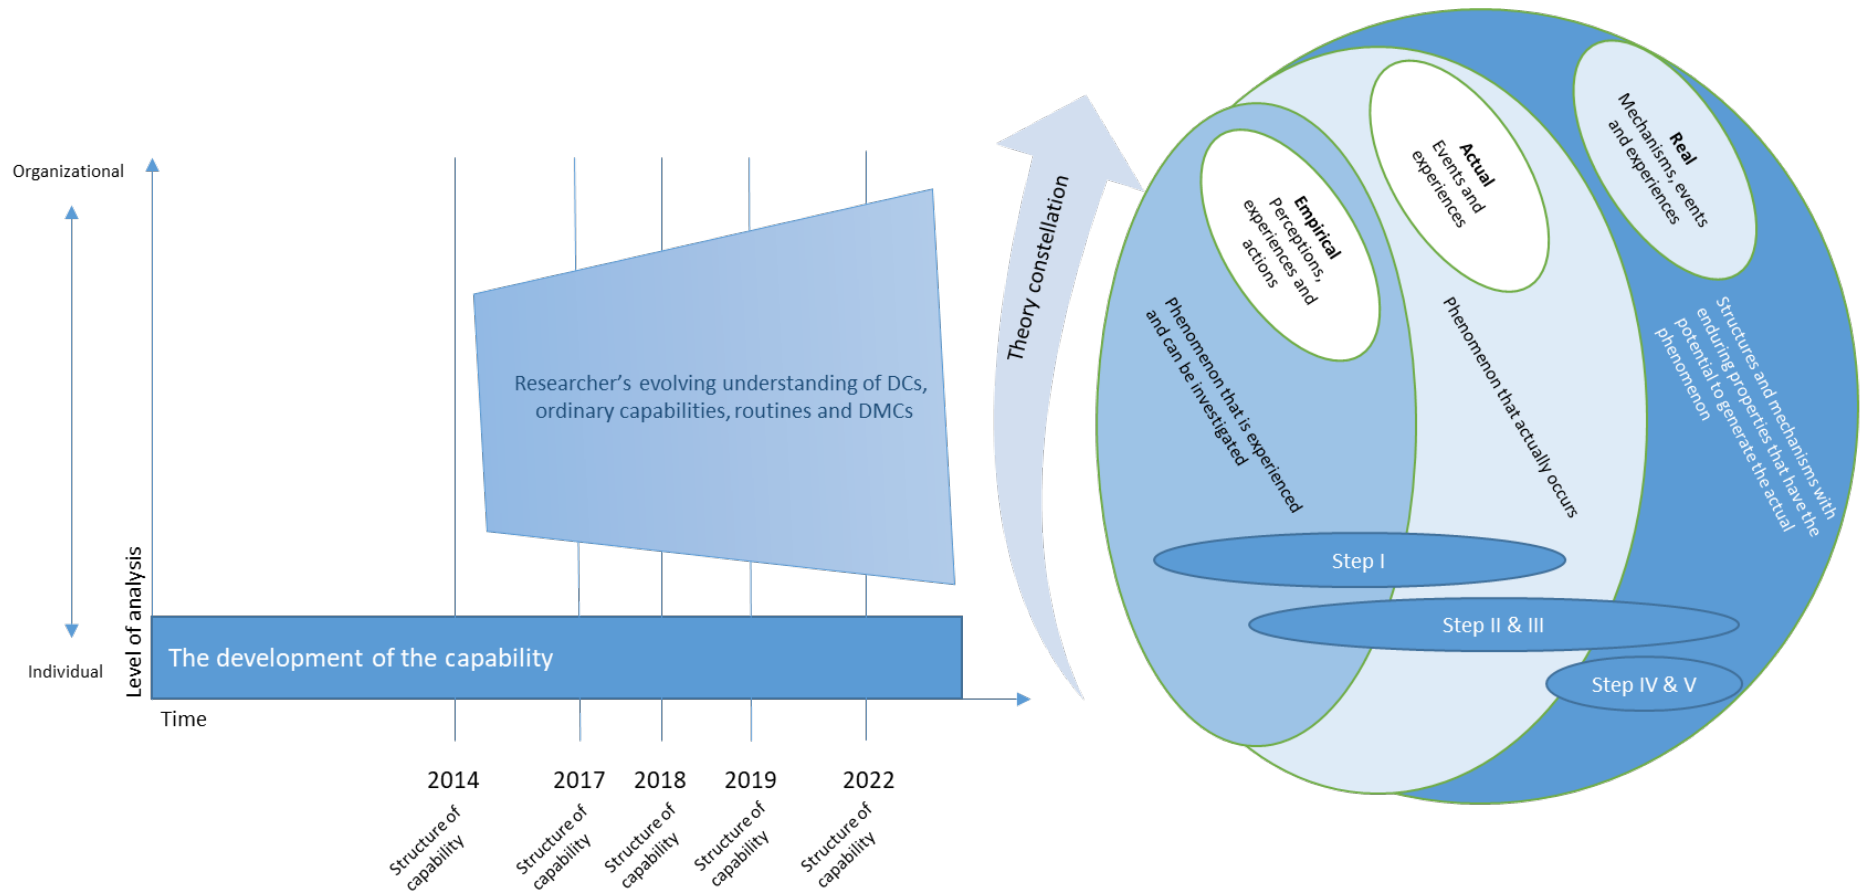 Organizational
Individual
Level of analysis
Researcher's evolving understanding of DCs,
ordinary capabilities, routines and DMCs
The development of the capability
Time
2014
Structure of
capability
2017
Structure of
capability
2018
Structure of
capability
2019
Structure of
capability
2022
Structure of
capability
Theory constellation
Empirical
Perceptions,
experiences and
actions
Phenomenon that is experienced
and can be investigated
Actual
Events and
experiences
Phenomenon that actually occurs
Real
Mechanisms, events
and experiences
Structures and mechanisms with
enduring properties that have the
potential to generate the actual
phenomenon
Step I
Step II & III
Step IV & V